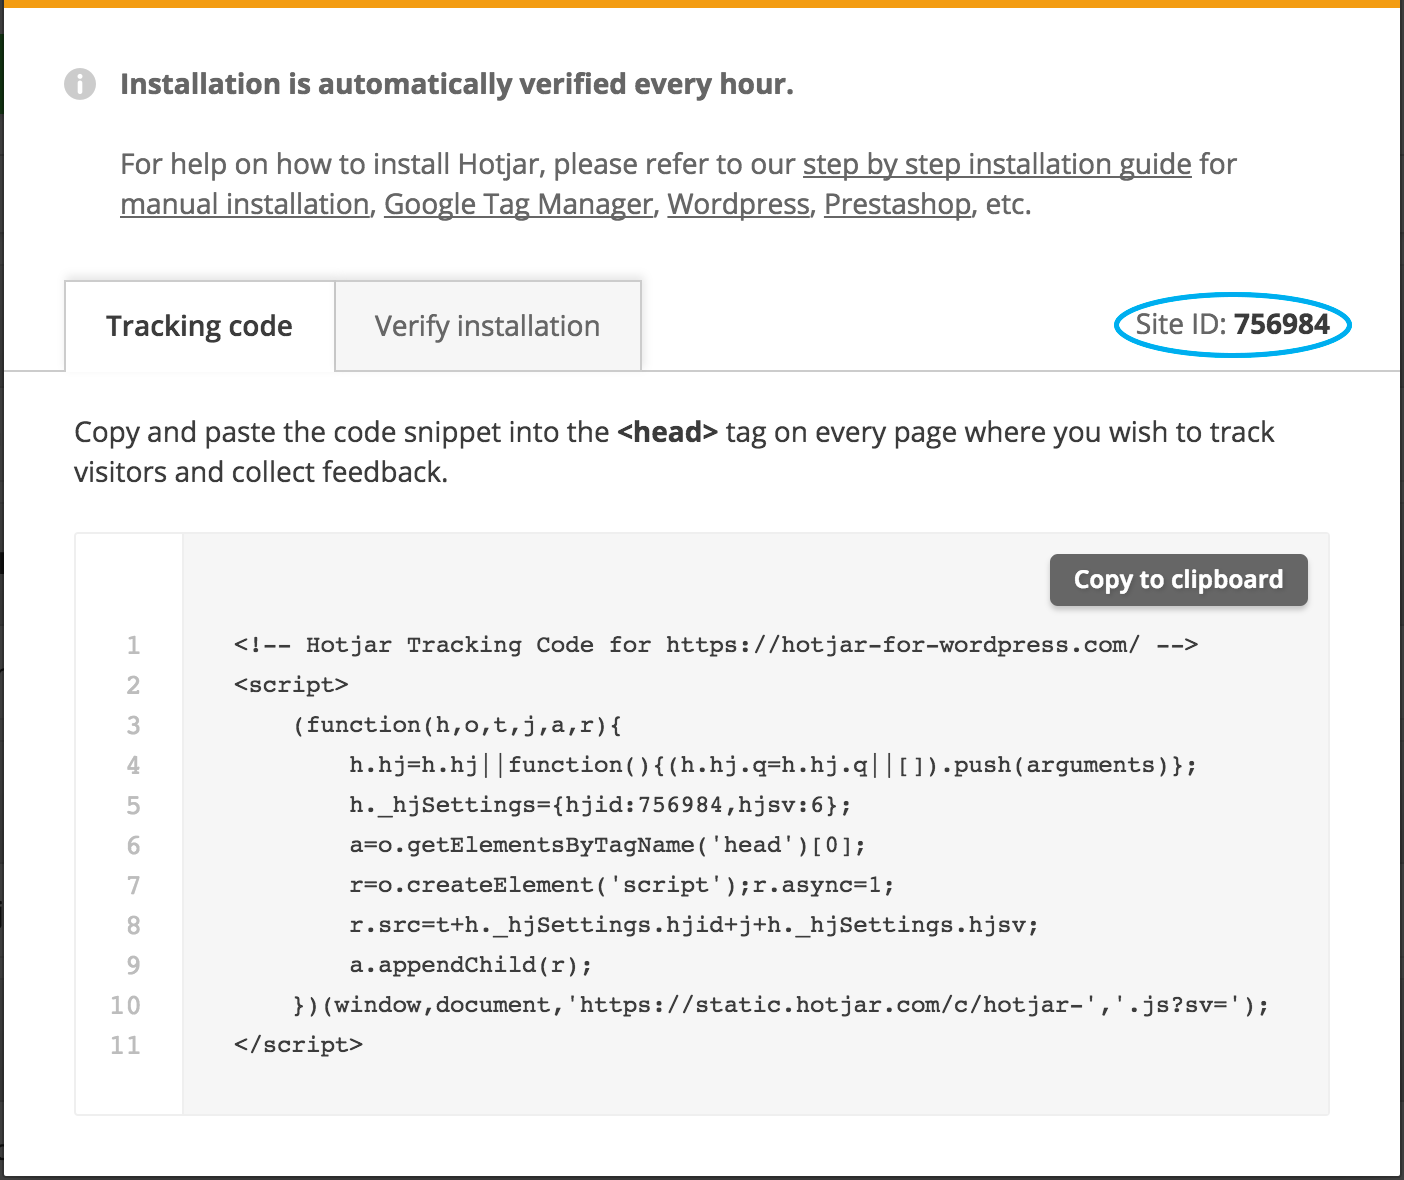 Installation is automatically verified every hour.
For help on how to install Hotjar, please refer to our step by step installation guide for
manual installation, Google Tag Manager, Wordpress, Prestashop, etc.
Tracking code
Verify installation
Site ID: 756984
Copy and paste the code snippet into the <head> tag on every page where you wish to track
visitors and collect feedback.
Copy to clipboard
1 <!-- Hotjar Tracking Code for https://hotjar-for-wordpress.com/ -->
2 <script>
3     (function(h,o,t,j,a,r){
4         h.hj=h.hj||function(){(h.hj.q=h.hj.q||[]).push(arguments)};
5         h._hjSettings={hjid:756984,hjsv:6};
6         a=o.getElementsByTagName('head')[0];
7         r=o.createElement('script');r.async=1;
8         r.src=t+h._hjSettings.hjid+j+h._hjSettings.hjsv;
9         a.appendChild(r);
10     })(window,document,'https://static.hotjar.com/c/hotjar-','.js?sv=');
11 </script>